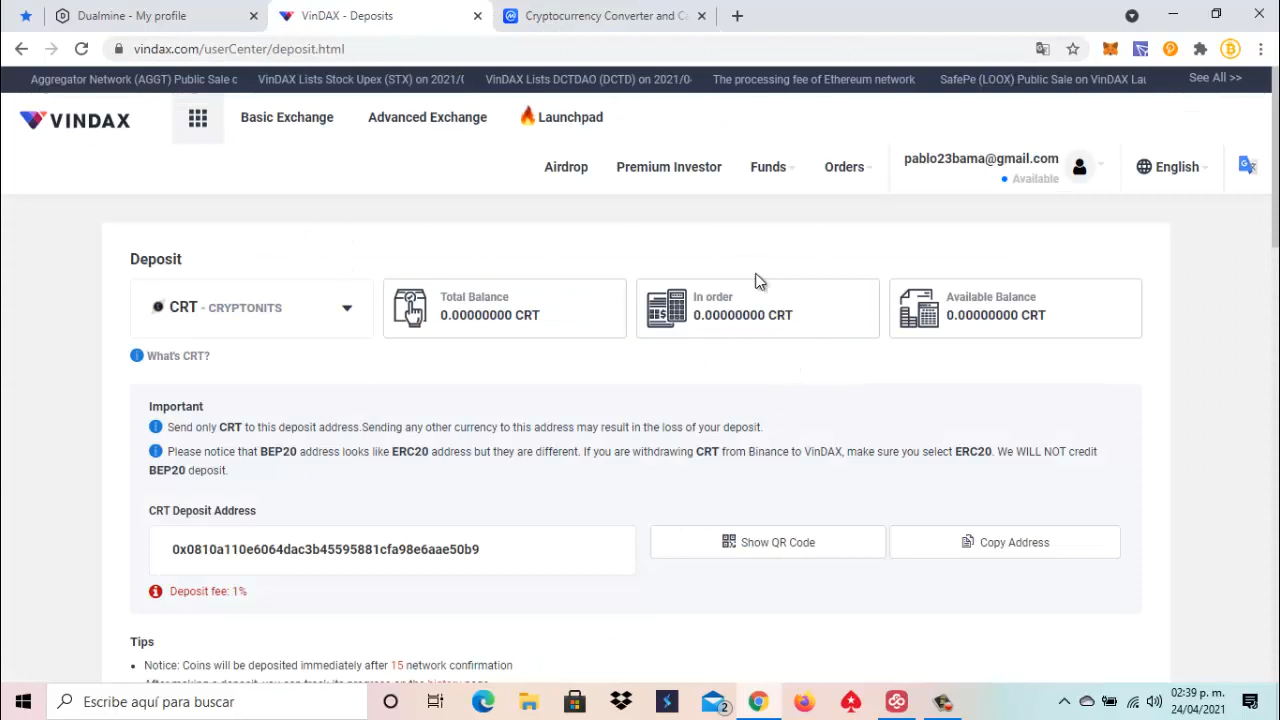 Dualmine - My profile
VinDAX - Deposits
Cryptocurrency Converter and Ca
vindax.com/userCenter/deposit.html
Aggregator Network (AGGT) Public Sale c
VinDAX Lists Stock Upex (STX) on 2021/0
VinDAX Lists DCTDAO (DCTD) on 2021/0
The processing fee of Ethereum network
SafePe (LOOX) Public Sale on VinDAX Lau
See All >>
VINDAX
Basic Exchange
Advanced Exchange
Launchpad
Airdrop
Premium Investor
Funds
Orders
pablo23bama@gmail.com
Available
English
Deposit
CRT - CRYPTONITS
Total Balance
0.00000000 CRT
In order
0.00000000 CRT
Available Balance
0.00000000 CRT
What's CRT?
Important
Send only CRT to this deposit address.Sending any other currency to this address may result in the loss of your deposit.
Please notice that BEP20 address looks like ERC20 address but they are different. If you are withdrawing CRT from Binance to VinDAX, make sure you select ERC20. We WILL NOT credit
BEP20 deposit.
CRT Deposit Address
0x0810a110e6064dac3b45595881cfa98e6aae50b9
Show QR Code
Copy Address
Deposit fee: 1%
Tips
Notice: Coins will be deposited immediately after 15 network confirmation
Escribe aquí para buscar
2
02:39 p. m.
24/04/2021